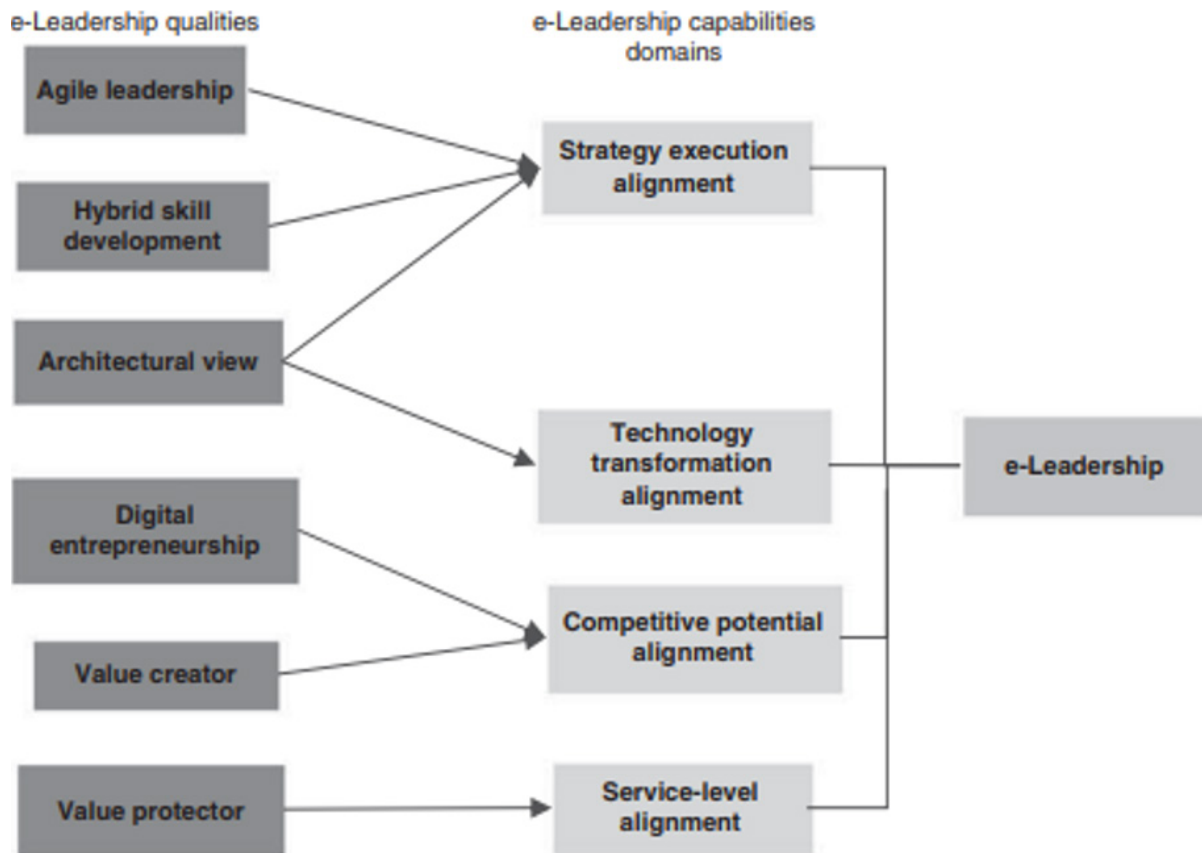 e-Leadership qualities
e-Leadership capabilities
domains
Agile leadership
Hybrid skill
development
Architectural view
Digital
entrepreneurship
Value creator
Value protector
Strategy execution
alignment
Technology
transformation
alignment
Competitive potential
alignment
Service-level
alignment
e-Leadership